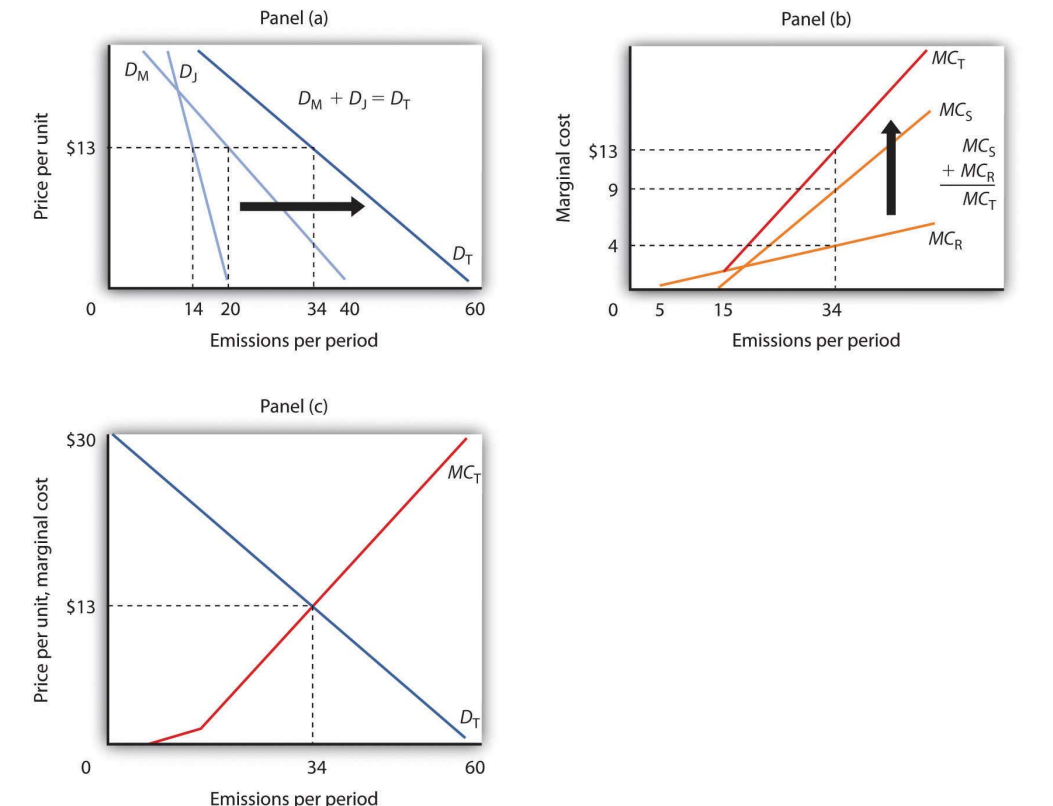 Panel (a)
D_M
D_J
D_M + D_J = D_T
Price per unit
$13
D_T
0
14
20
34
40
60
Emissions per period
Panel (b)
MC_T
MC_S
Marginal cost
$13
MC_S
+ MC_R
MC_T
9
4
MC_R
0
5
15
34
Emissions per period
Panel (c)
$30
MC_T
Price per unit, marginal cost
$13
D_T
0
34
60
Emissions per period